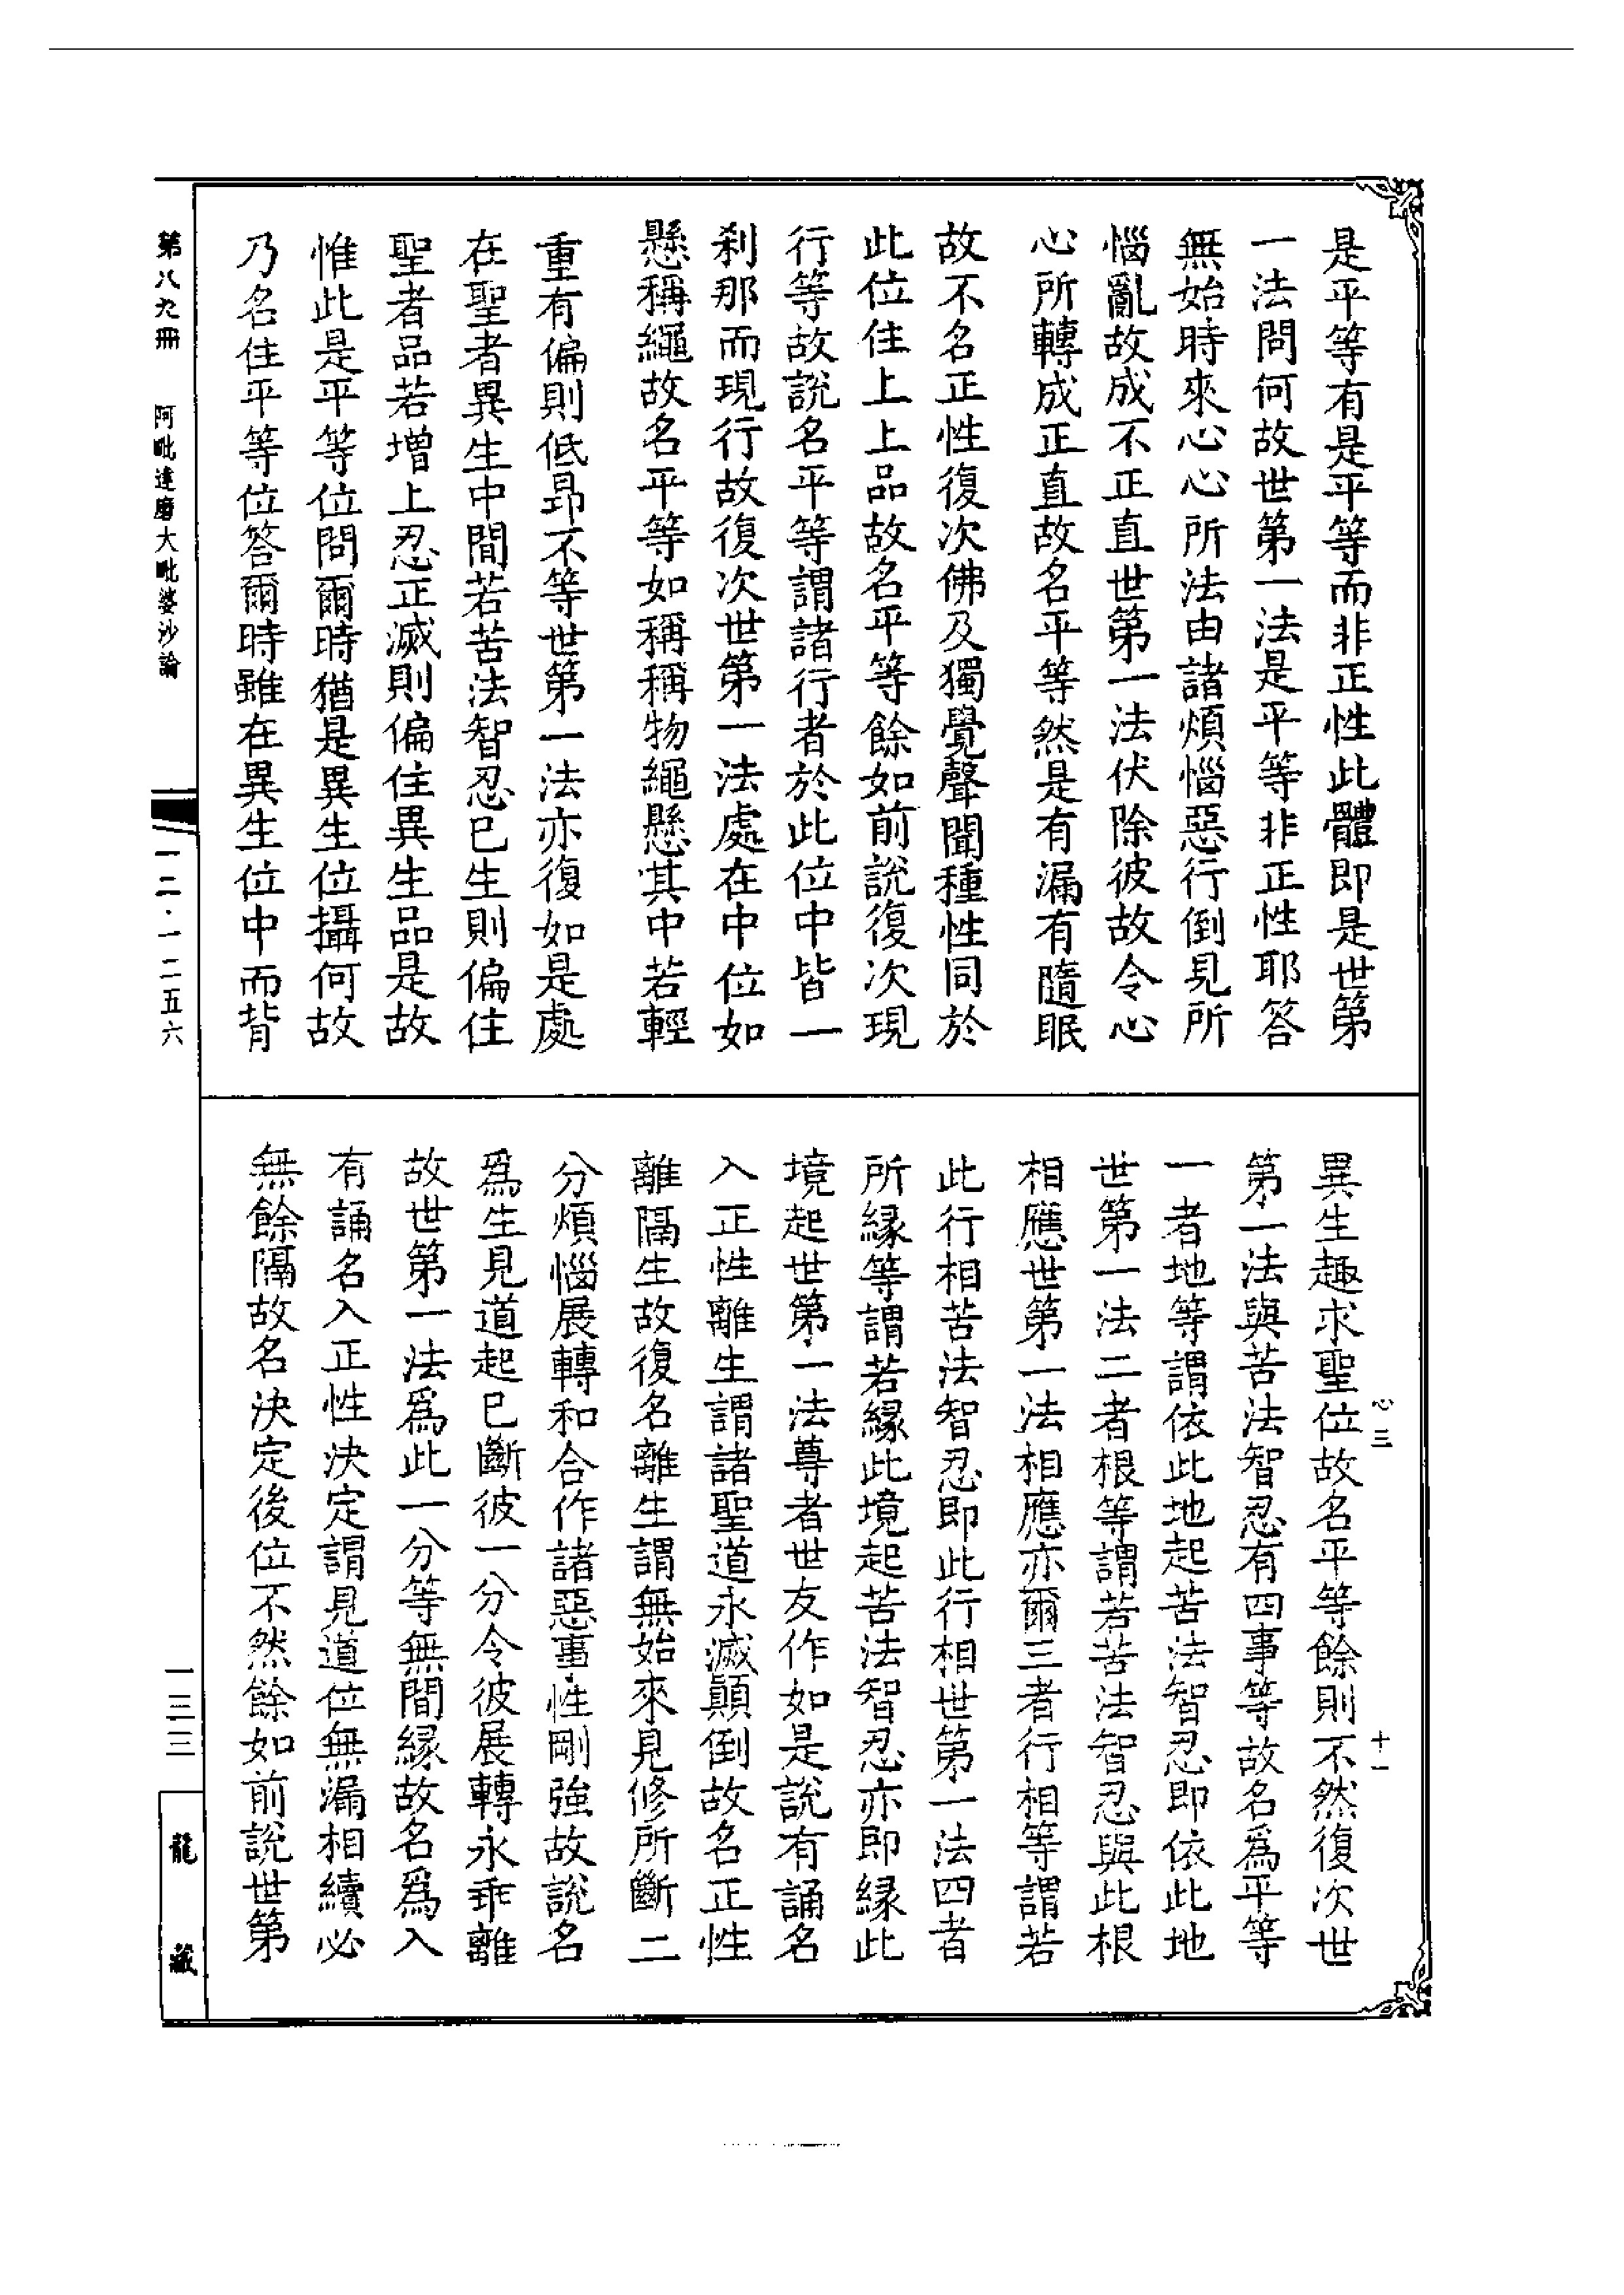 是平等有是平等而非正性此體即是世第
一法問何故世第一法是平等非正性耶答
無始時來心心所法由諸煩惱惡行倒見所
惱亂故成不正直世第一法伏除彼故令心
心所轉成正直故名平等然是有漏有隨眠
故不名正性復次佛及獨覺聲聞種性同於
此位住上上品故名平等餘如前說復次現
行等故說名平等謂諸行者於此位中皆一
刹那而現行故復次世第一法處在中位如
懸稱繩故名平等如稱稱物繩懸其中若輕
重有偏則低昂不等世第一法亦復如是處
在聖者異生中間若苦法智忍已生則偏住
聖者品若增上忍正滅則偏住異生品是故
惟此是平等位問爾時猶是異生位攝何故
乃名住平等位答爾時雖在異生位中而背
異生趣求聖位故名平等餘則不然復次世
第一法與苦法智忍有四事等故名爲平等
一者地等謂依此地起苦法智忍即依此地
世第一法二者根等謂若苦法智忍與此根
相應世第一法相應亦爾三者行相等謂若
此行相苦法智忍即此行相世第一法四者
所緣等謂若緣此境起苦法智忍亦即緣此
境起世第一法尊者世友作如是說有誦名
入正性離生謂諸聖道永滅顛倒故名正性
離隔生故復名離生謂無始來見修所斷二
分煩惱展轉和合作諸惡事性剛強故說名
爲生見道起已斷彼一分令彼展轉永乖離
故世第一法爲此一分等無間緣故名爲入
有誦名入正性決定謂見道位無漏相續必
無餘隔故名決定後位不然餘如前說世第
心三
十一
第八九冊
阿毗達磨大毗婆沙論
一二·一二五六
一三三
龍藏